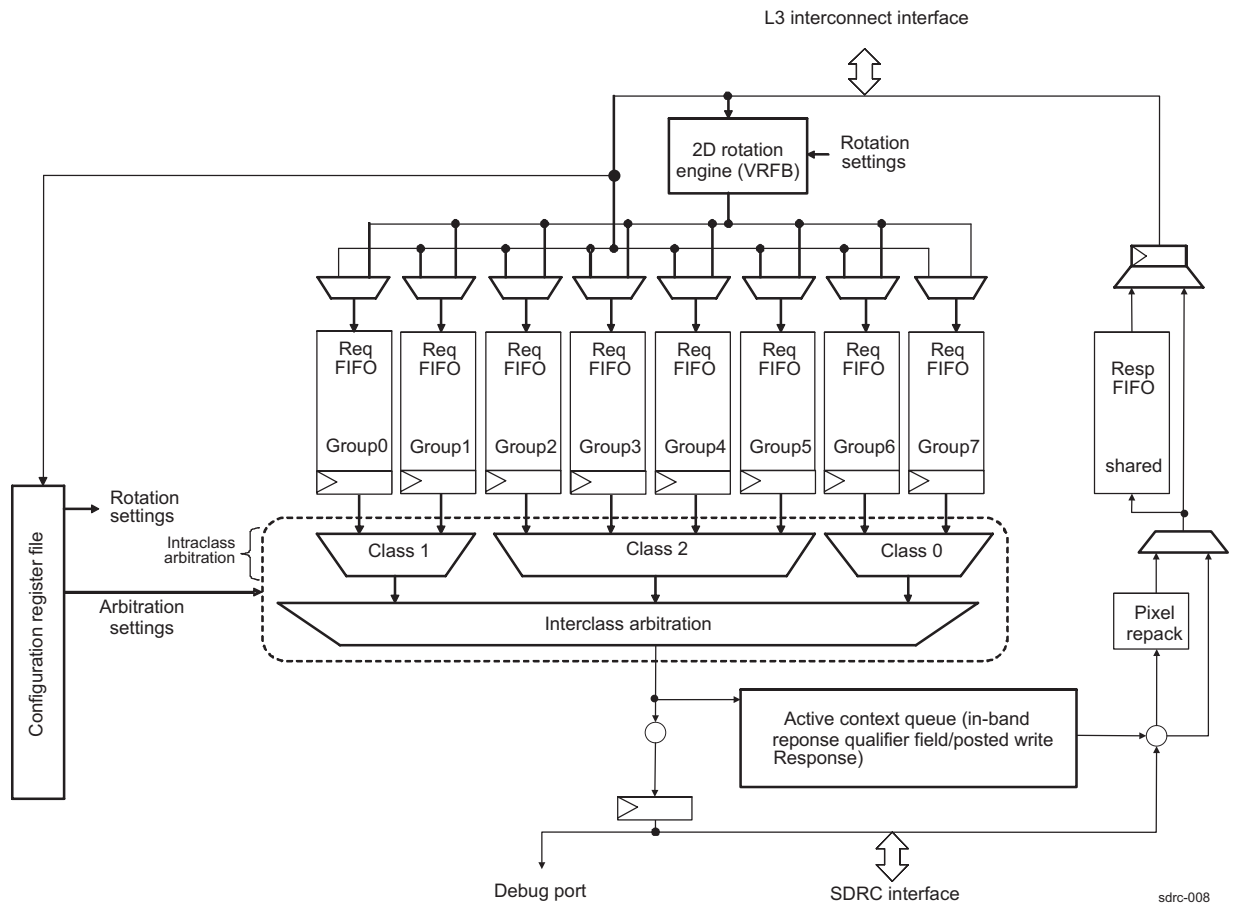 L3 interconnect interface
2D rotation
engine (VRFB)
Rotation
settings
Req
FIFO
Group0
Req
FIFO
Group1
Req
FIFO
Group2
Req
FIFO
Group3
Req
FIFO
Group4
Req
FIFO
Group5
Req
FIFO
Group6
Req
FIFO
Group7
Resp
FIFO
shared
Configuration register file
Rotation
settings
Intraclass
arbitration
Class 1
Class 2
Class 0
Arbitration
settings
Interclass arbitration
Pixel
repack
Active context queue (in-band
reponse qualifier field/posted write
Response)
Debug port
SDRC interface
sdrc-008